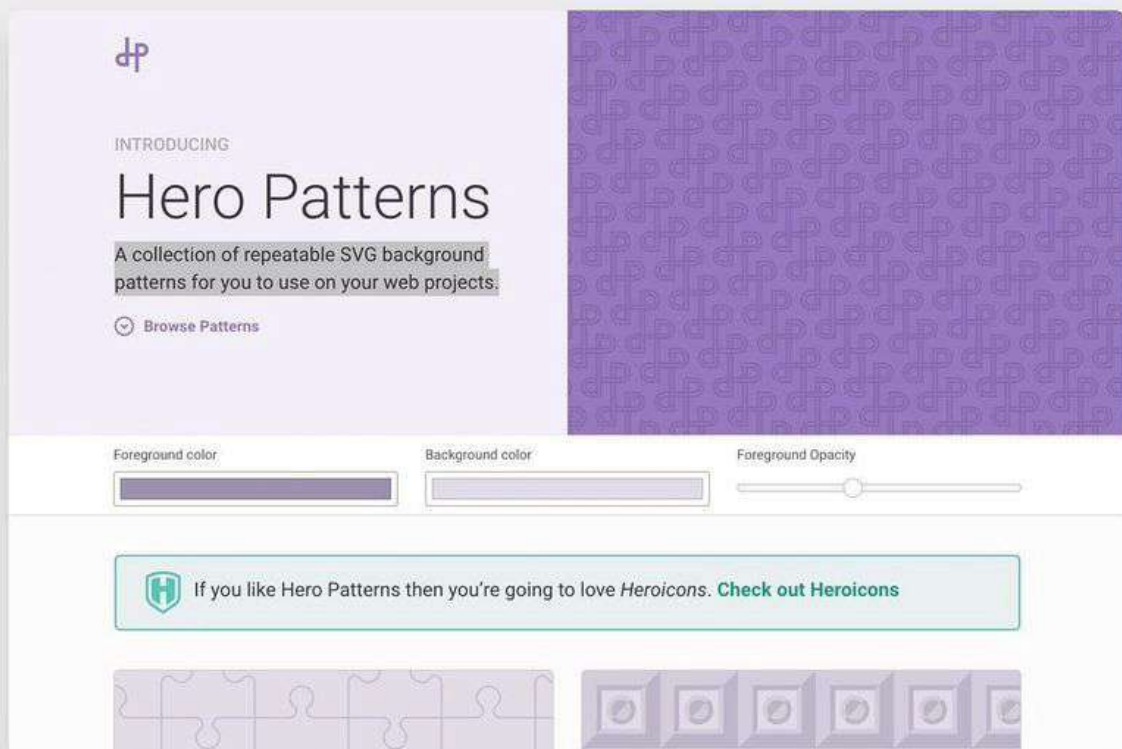 INTRODUCING
Hero Patterns
A collection of repeatable SVG background
patterns for you to use on your web projects.
Browse Patterns
Foreground color
Background color
Foreground Opacity
If you like Hero Patterns then you’re going to love Heroicons. Check out Heroicons